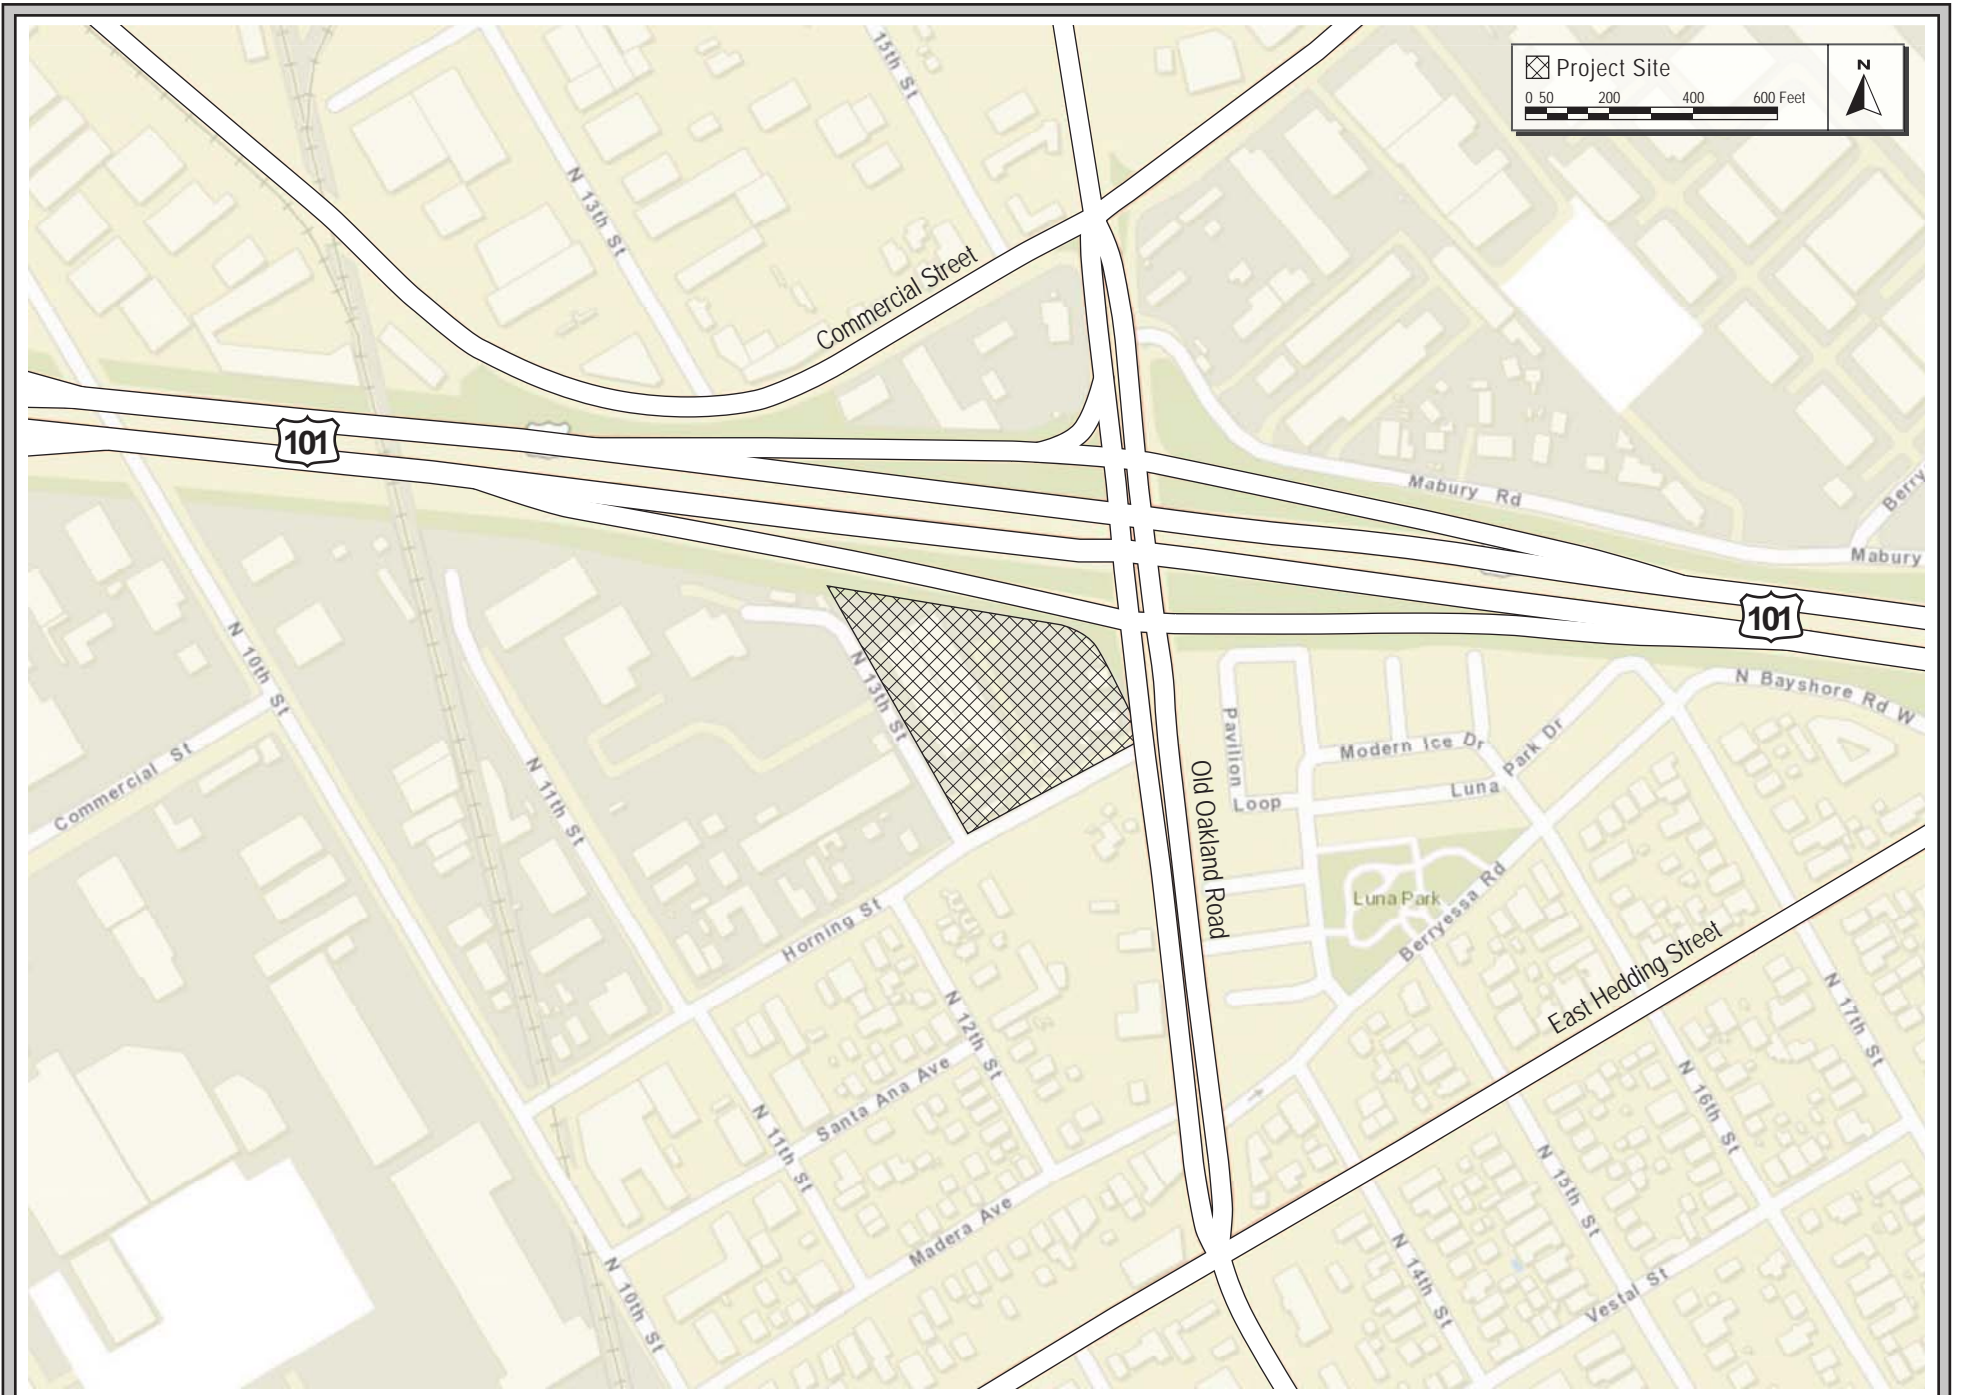 15th St
Project Site
0 50 200 400 600 Feet
N
N 13th St
Commercial Street
101
Mabury Rd
Berry
Mabury
101
N 10th St
N 13th St
N Bayshore Rd W
Pavilion
Loop
Modern Ice Dr
Luna Park Dr
Commercial St
N 11th St
Old Oakland Road
Luna Park
Berryessa Rd
Horning St
East Hedding Street
N 12th St
N 17th St
Santa Ana Ave
N 11th St
N 16th St
Madera Ave
N 15th St
N 10th St
N 14th St
Vestal St